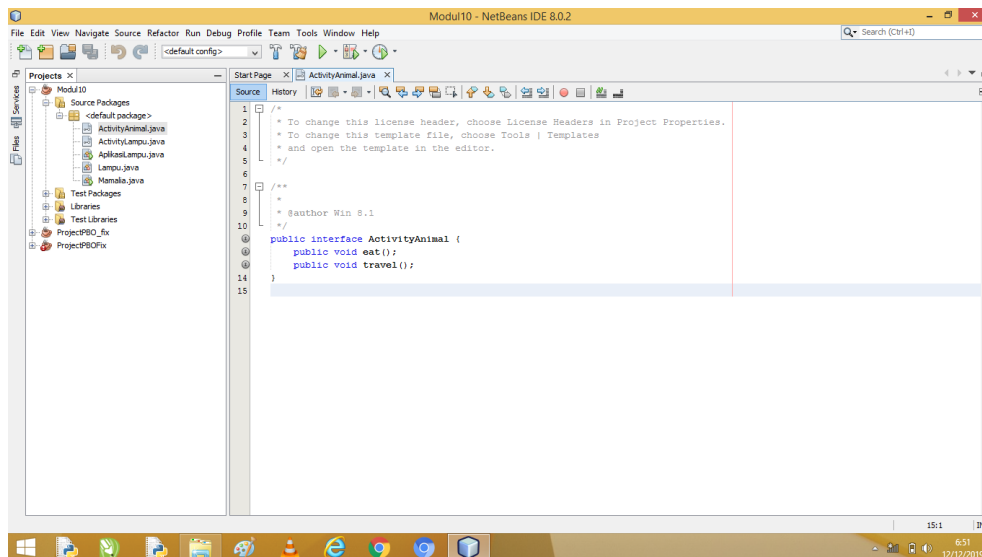 Modul10 - NetBeans IDE 8.0.2
File Edit View Navigate Source Refactor Run Debug Profile Team Tools Window Help
Search (Ctrl+I)
<default config>
Projects
Start Page
ActivityAnimal.java
Services
Files
Modul10
Source Packages
<default package>
ActivityAnimal.java
ActivityLampu.java
AplikasiLampu.java
Lampu.java
Mamalia.java
Test Packages
Libraries
Test Libraries
ProjectPBO_fix
ProjectPBOFix
Source History
1 /*
2 * To change this license header, choose License Headers in Project Properties.
3 * To change this template file, choose Tools | Templates
4 * and open the template in the editor.
5 */
6
7 /**
8 *
9 * @author Win 8.1
10 */
public interface ActivityAnimal {
public void eat();
public void travel();
14 }
15
15:1
6:51
12/12/2019